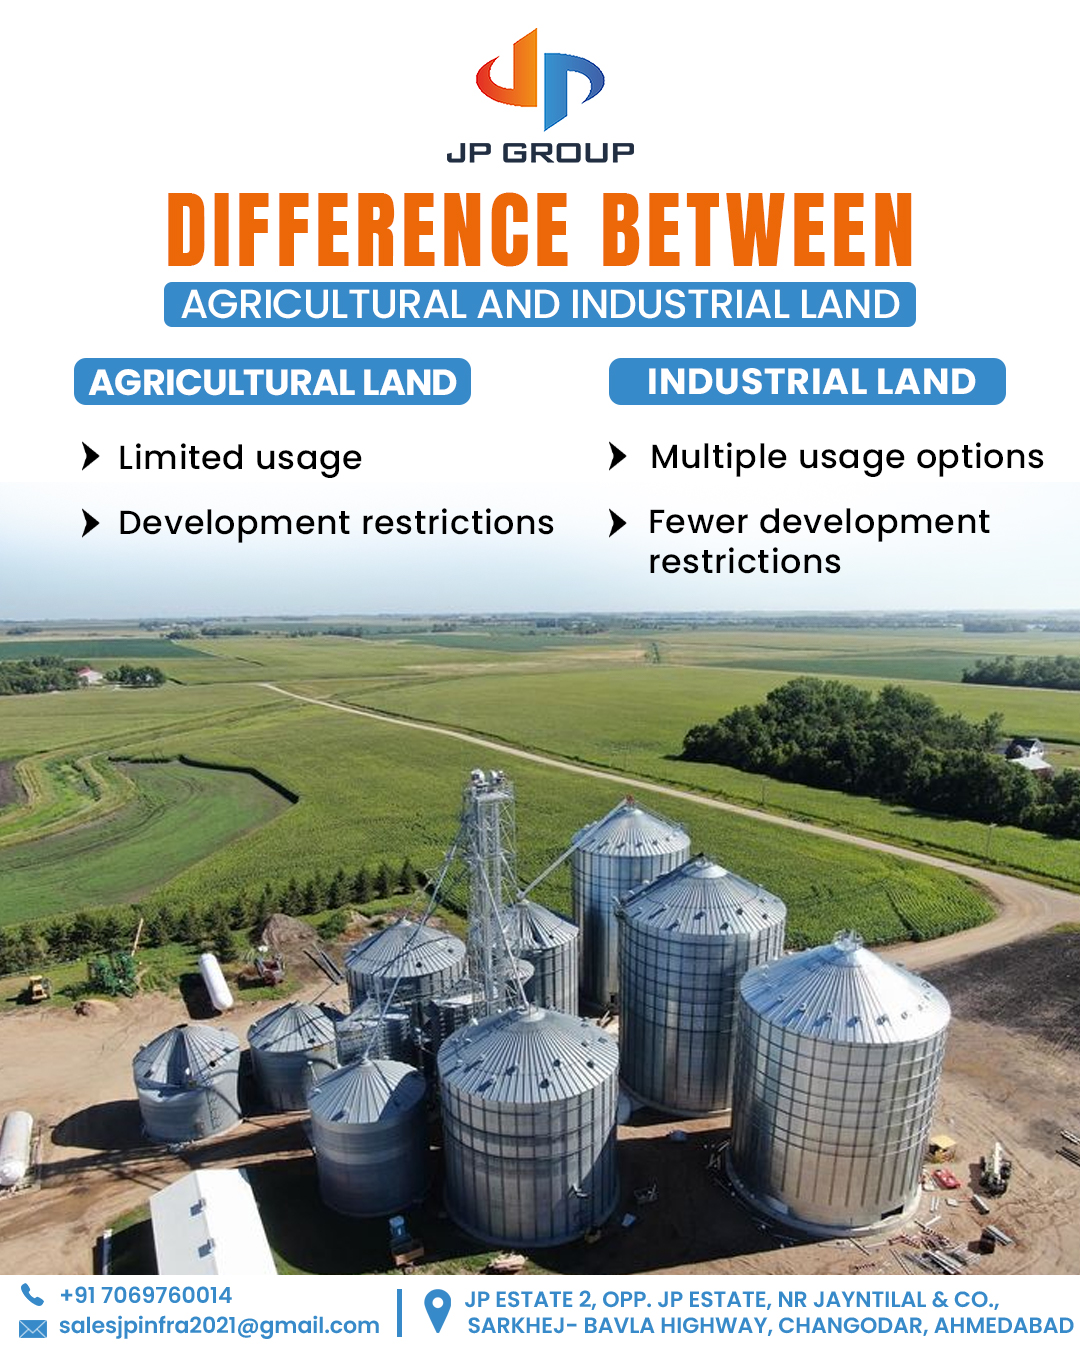 JP GROUP
DIFFERENCE BETWEEN
AGRICULTURAL AND INDUSTRIAL LAND
AGRICULTURAL LAND
Limited usage
Development restrictions
INDUSTRIAL LAND
Multiple usage options
Fewer development
restrictions
+91 7069760014
salesjpinfra2021@gmail.com
JP ESTATE 2, OPP. JP ESTATE, NR JAYNTILAL & CO.,
SARKHEJ- BAVLA HIGHWAY, CHANGODAR, AHMEDABAD